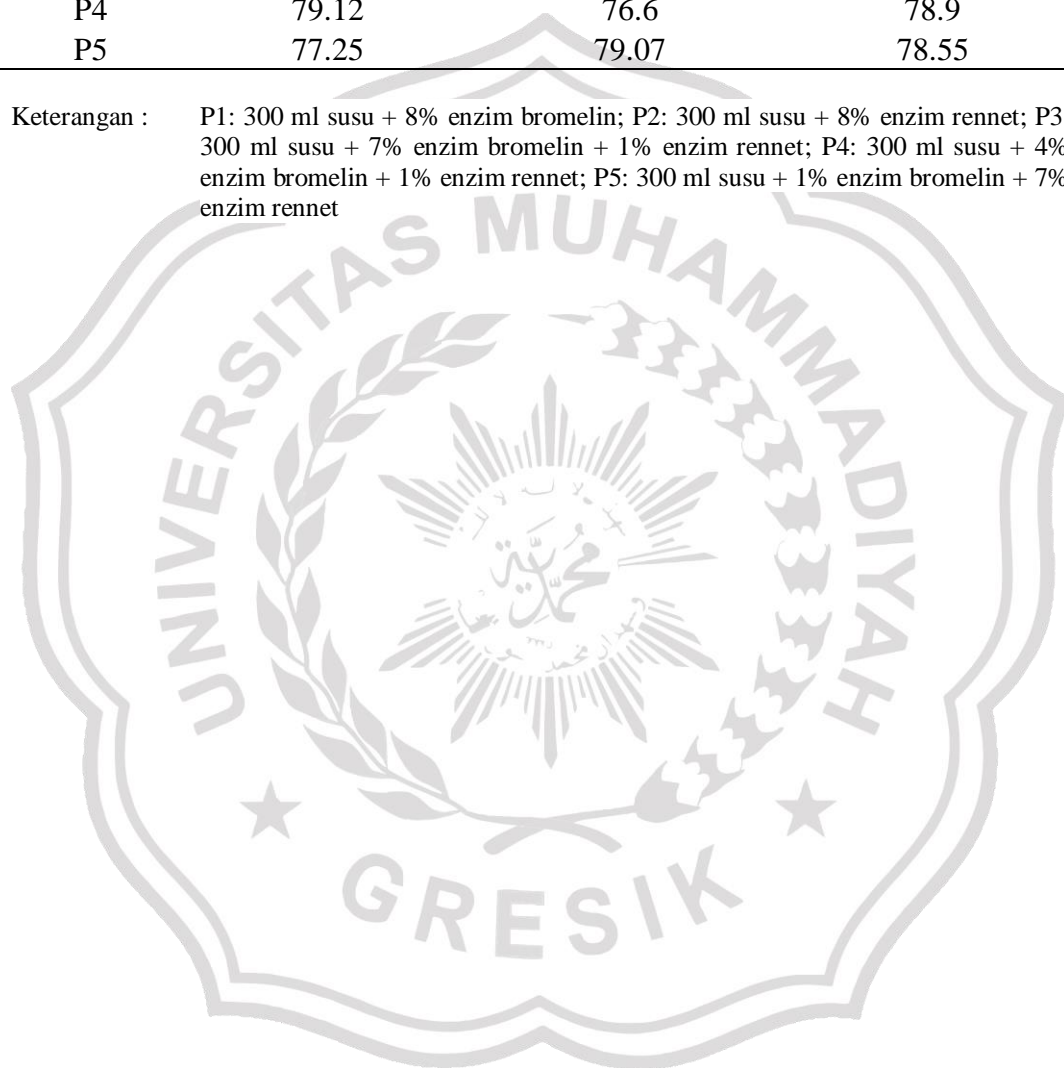 P4 79.12 76.6 78.9
P5 77.25 79.07 78.55
Keterangan : P1: 300 ml susu + 8% enzim bromelin; P2: 300 ml susu + 8% enzim rennet; P3
300 ml susu + 7% enzim bromelin + 1% enzim rennet; P4: 300 ml susu + 4%
enzim bromelin + 1% enzim rennet; P5: 300 ml susu + 1% enzim bromelin + 7%
enzim rennet
UNIVERSITAS MUHAMMADIYAH
GRESIK